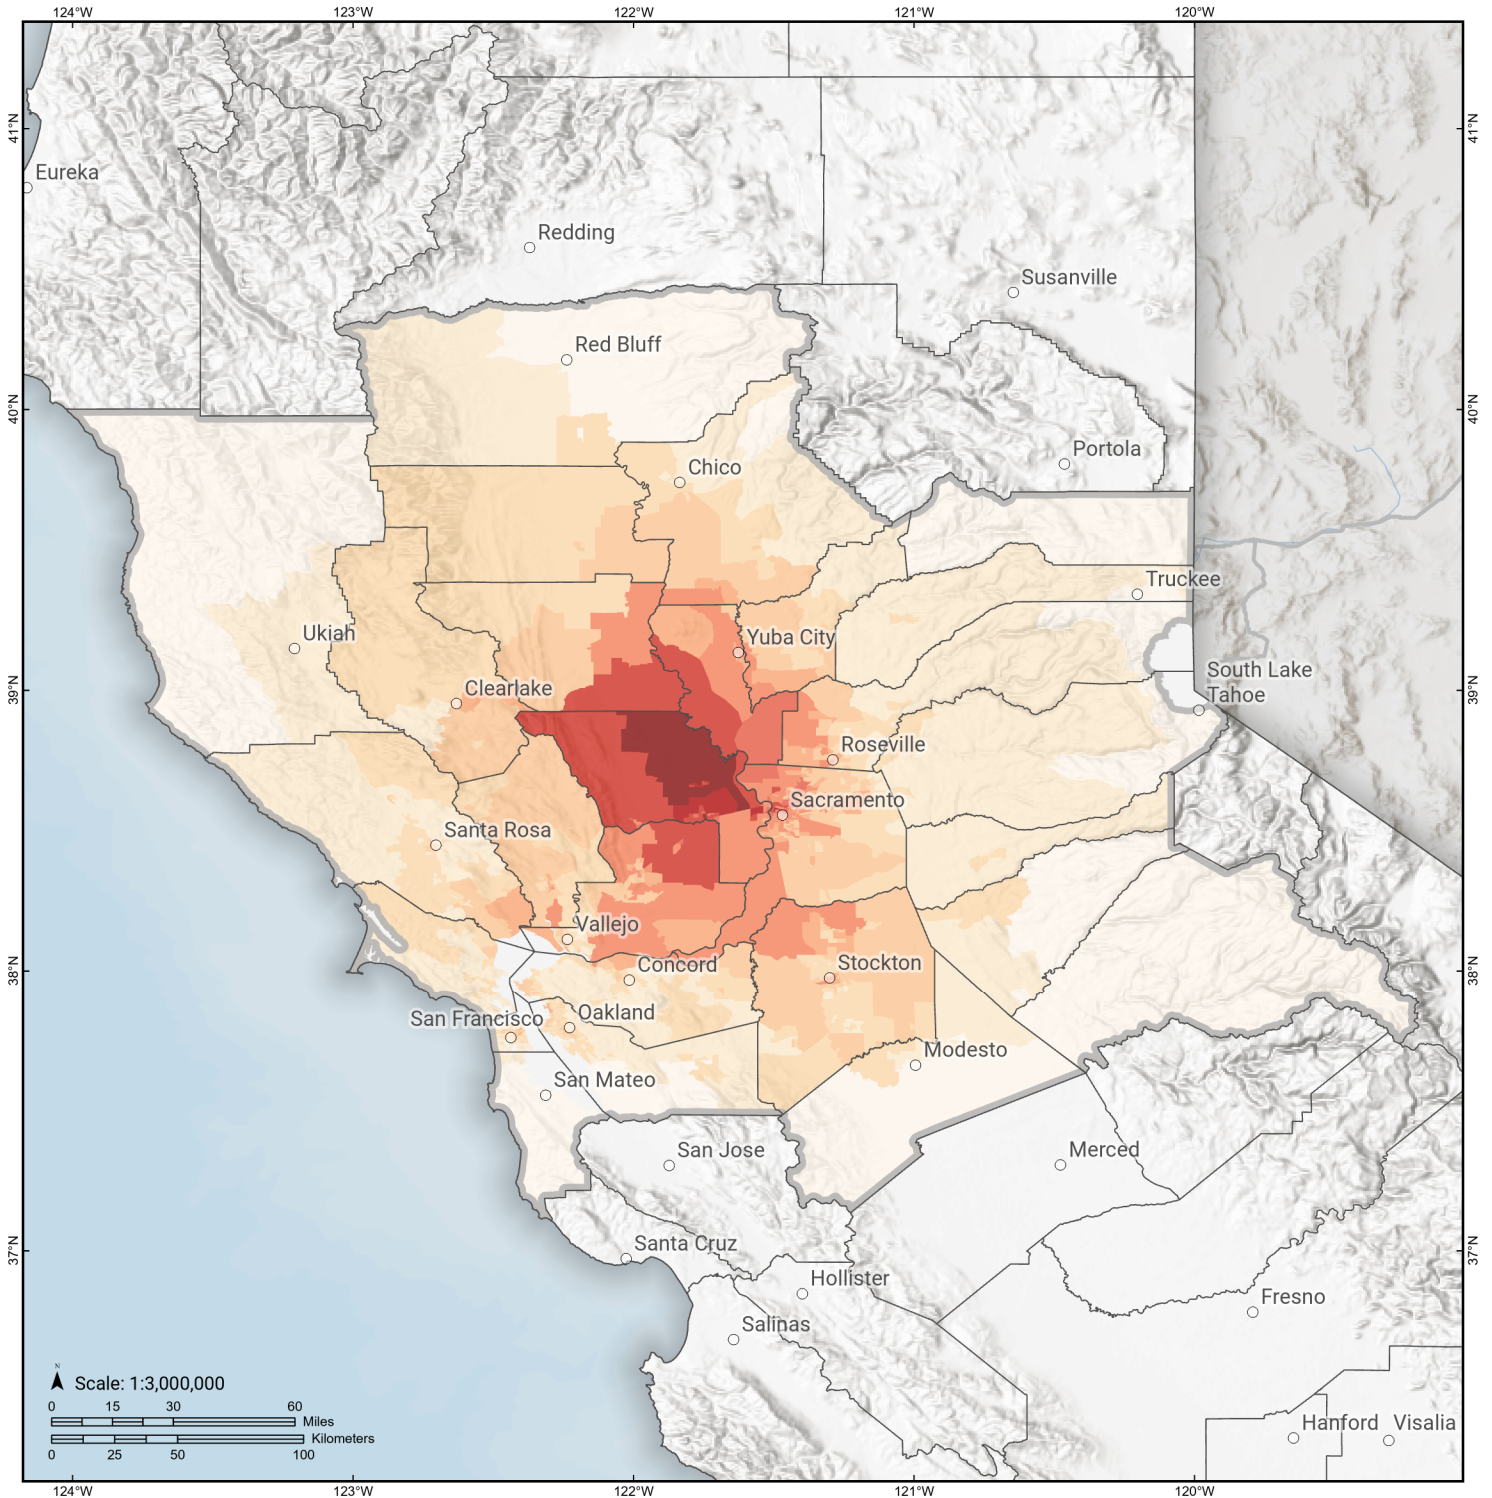 124°W 123°W 122°W 121°W 120°W
41°N
41°N
Eureka
Redding
Susanville
Red Bluff
40°N
40°N
Portola
Chico
Truckee
Ukiah
Yuba City
South Lake
Tahoe
39°N
39°N
Clearlake
Roseville
Sacramento
Santa Rosa
Vallejo
38°N
38°N
Concord
Stockton
San Francisco
Oakland
Modesto
San Mateo
San Jose
Merced
Santa Cruz
37°N
37°N
Hollister
Fresno
Salinas
N
Scale: 1:3,000,000
0 15 30 60
Miles
Kilometers
0 25 50 100
Hanford
Visalia
124°W 123°W 122°W 121°W 120°W